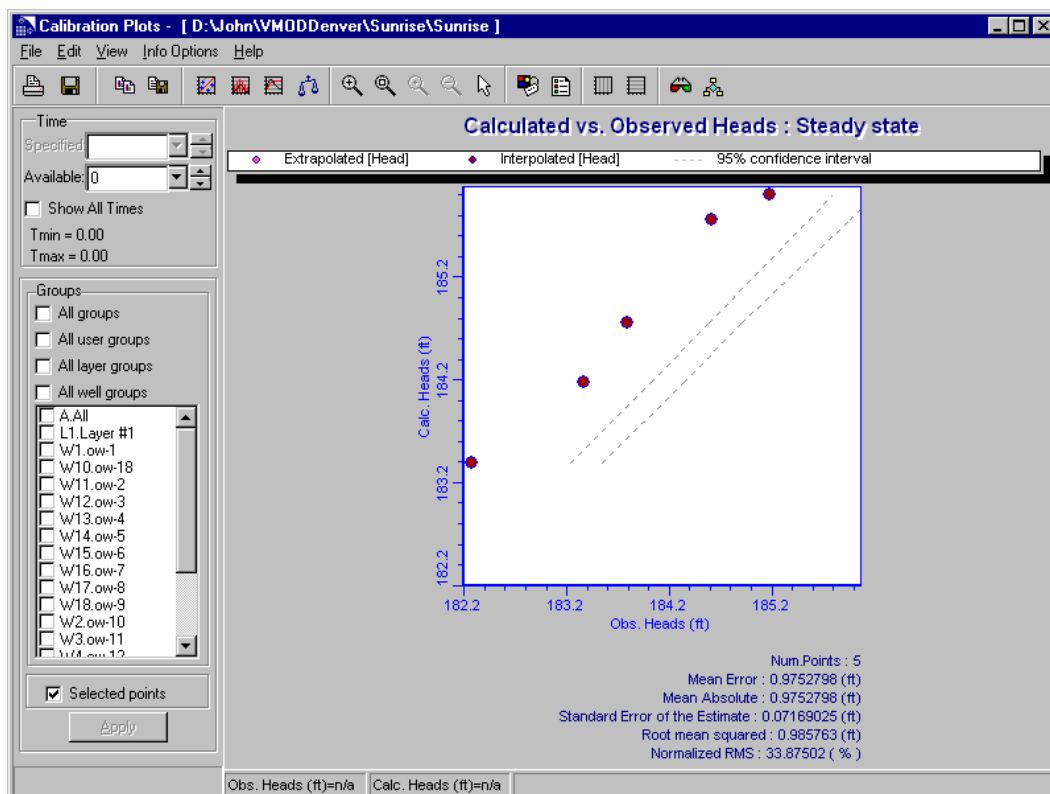 Calibration Plots - [ D:\John\VMODDenver\Sunrise\Sunrise ]
File Edit View Info Options Help
Time
Specified:
Available: 0
Show All Times
Tmin = 0.00
Tmax = 0.00
Groups
All groups
All user groups
All layer groups
All well groups
A.All
L1.Layer #1
W1.ow-1
W10.ow-18
W11.ow-2
W12.ow-3
W13.ow-4
W14.ow-5
W15.ow-6
W16.ow-7
W17.ow-8
W18.ow-9
W2.ow-10
W3.ow-11
W4.ow-12
Selected points
Apply
Calculated vs. Observed Heads : Steady state
Extrapolated [Head] Interpolated [Head] 95% confidence interval
Calc. Heads (ft)
185.2
184.2
183.2
182.2
182.2 183.2 184.2 185.2
Obs. Heads (ft)
Num.Points : 5
Mean Error : 0.9752798 (ft)
Mean Absolute : 0.9752798 (ft)
Standard Error of the Estimate : 0.07169025 (ft)
Root mean squared : 0.985763 (ft)
Normalized RMS : 33.87502 ( % )
Obs. Heads (ft)=n/a Calc. Heads (ft)=n/a